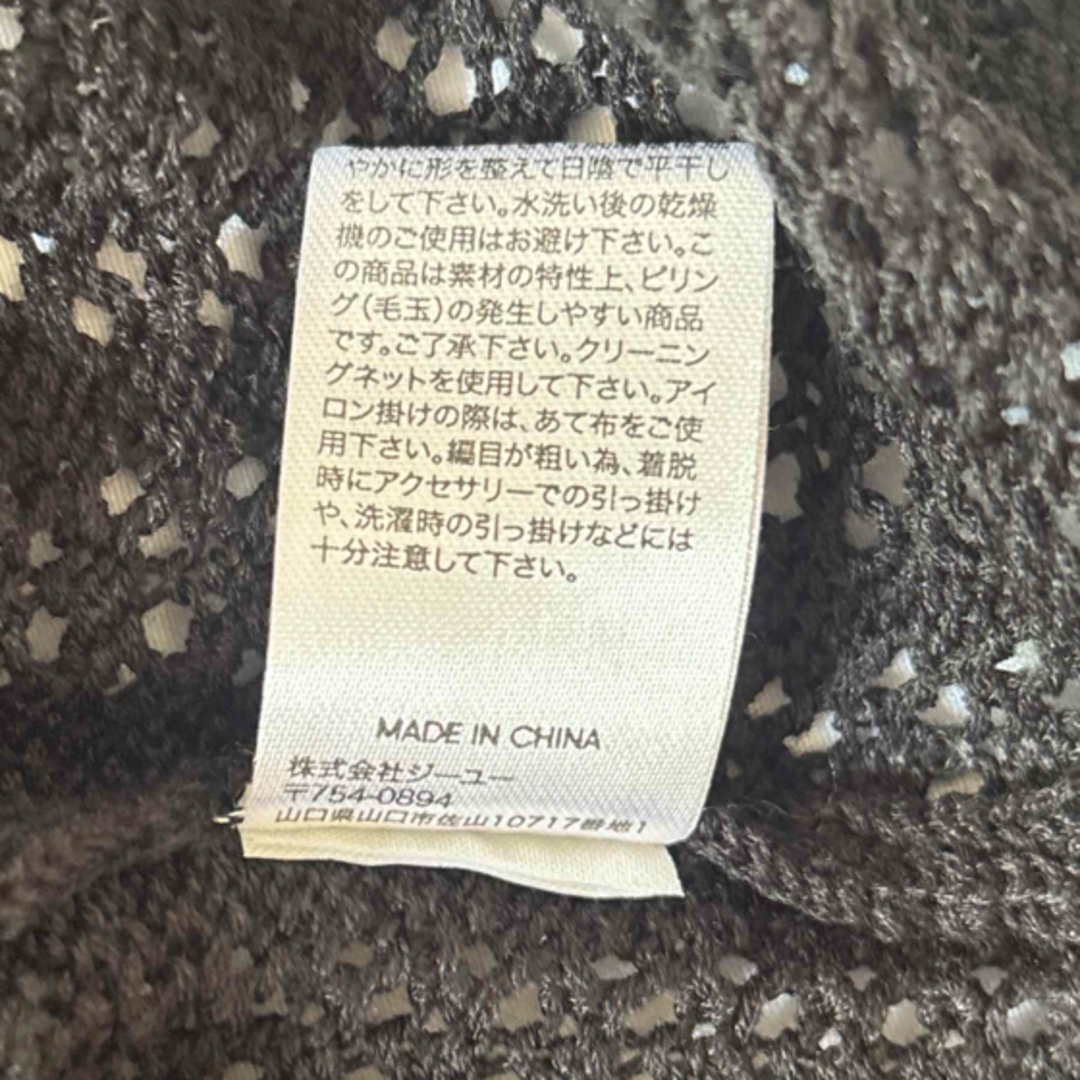 やかに形を整えて日陰で平干し
をして下さい。水洗い後の乾燥
機のご使用はお避け下さい。こ
の商品は素材の特性上、ピリン
グ(毛玉)の発生しやすい商品
です。ご了承下さい。クリーニン
グネットを使用して下さい。アイ
ロン掛けの際は、あて布をご使
用下さい。編目が粗い為、着脱
時にアクセサリーでの引っ掛け
や、洗濯時の引っ掛けなどには
十分注意して下さい。
MADE IN CHINA
株式会社ジーユー
〒754-0894
山口県山口市佐山10717番地1